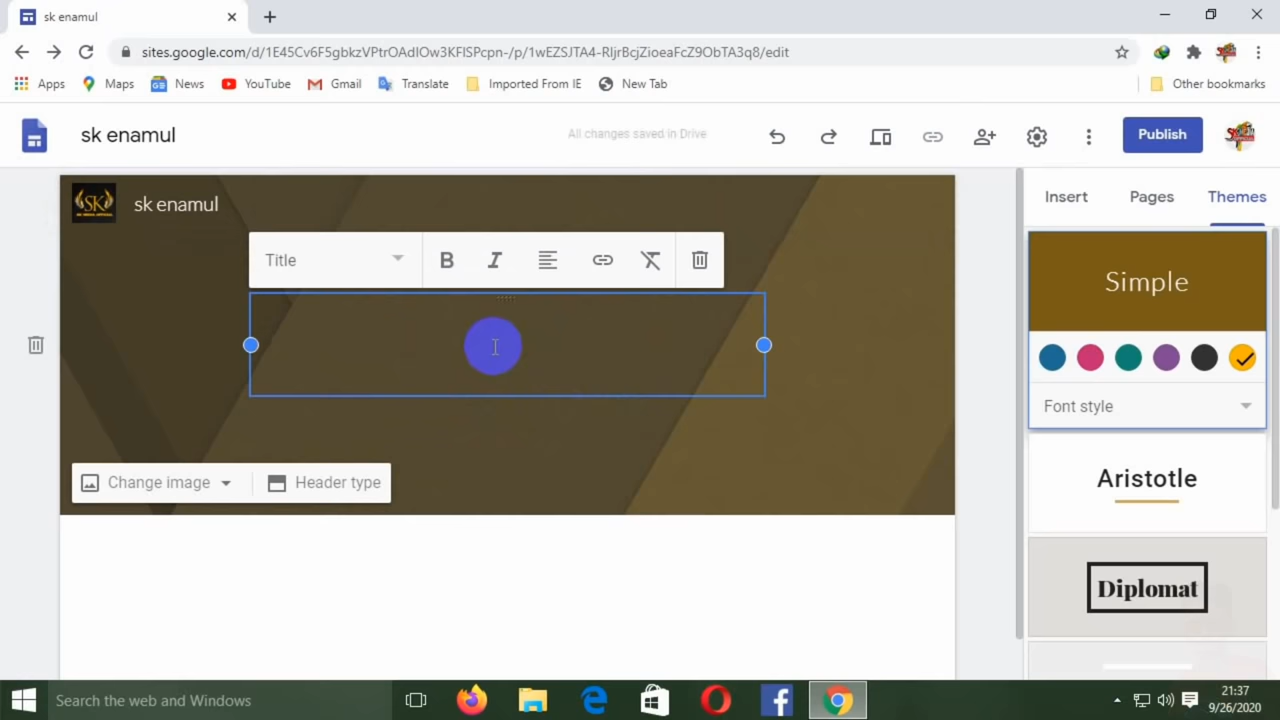 sk enamul
sites.google.com/d/1E45Cv6F5gbkzVPtrOAdIOw3KFlSPcpn-/p/1wEZSJTA4-RljrBcjZioeaFcZ9ObTA3q8/edit
Apps
Maps
News
YouTube
Gmail
Translate
Imported From IE
New Tab
Other bookmarks
sk enamul
All changes saved in Drive
Publish
SK
sk enamul
Insert
Pages
Themes
Title
B
I
Simple
Font style
Change image
Header type
Aristotle
Diplomat
Search the web and Windows
21:37
9/26/2020